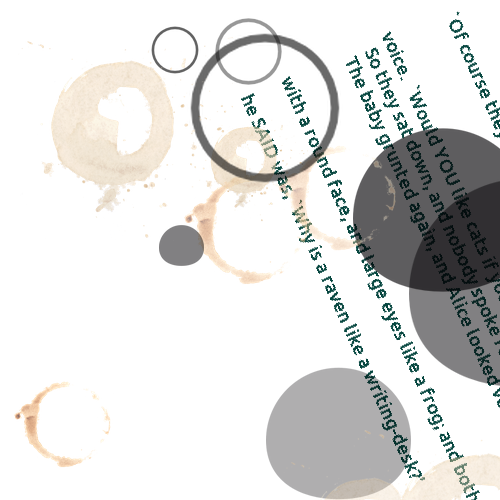 `Of course
voice. `Would YOU like cats if
So they sat down, and nobody spoke
The baby grunted again, and Alice looked
with a round face, and large eyes like a frog; and both
he SAID was, `Why is a raven like a writing-desk?'